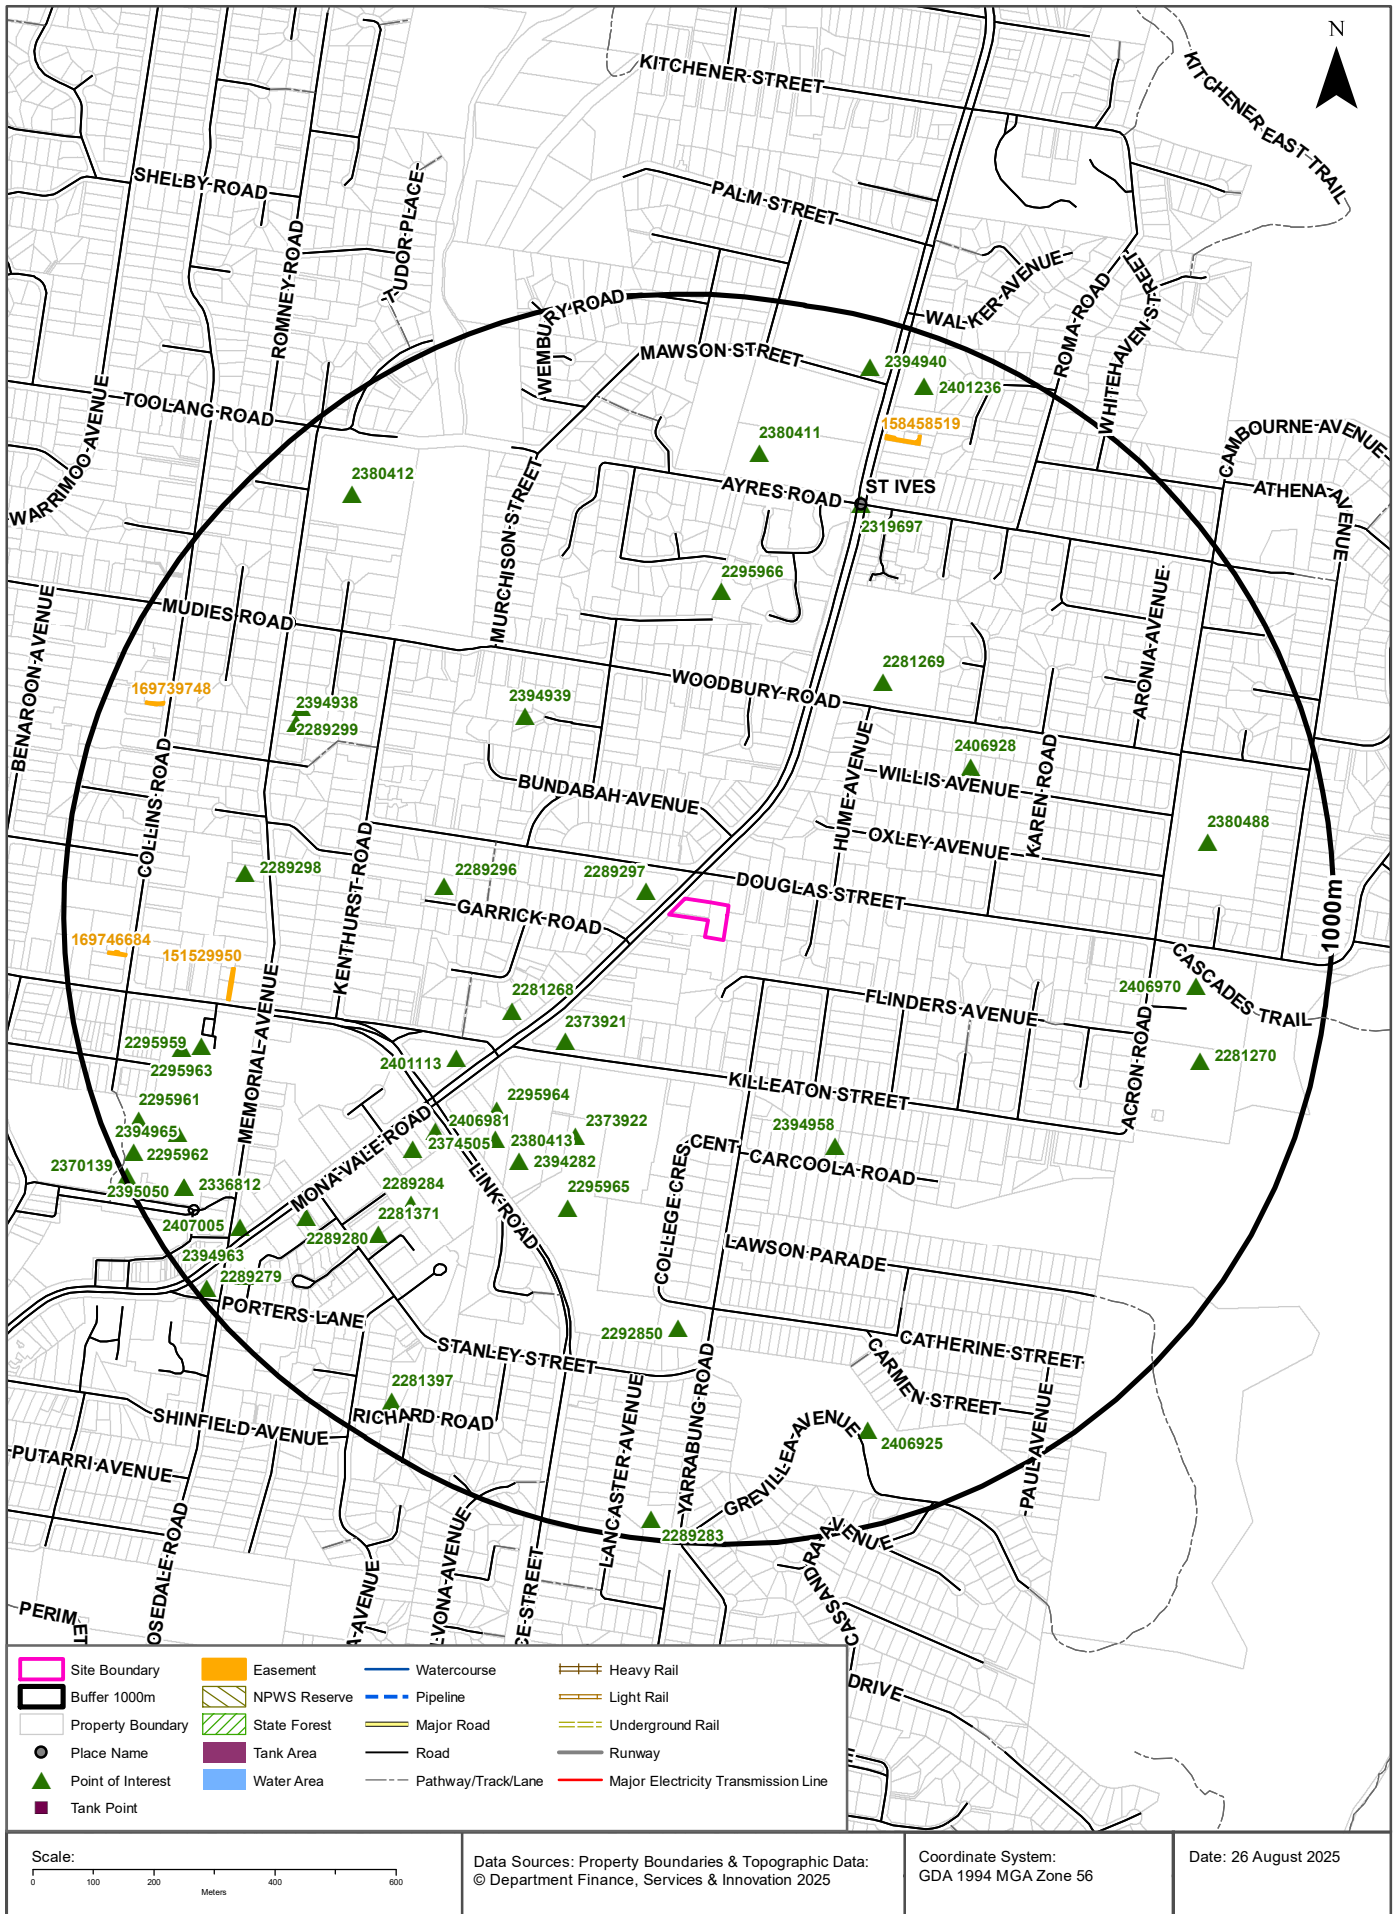 N
KITCHENER STREET
KITCHENER EAST TRAIL
SHELBY ROAD
PALM STREET
TUDOR PLACE
ROMNEY ROAD
WALKER AVENUE
ROMA ROAD
WHITEHAVEN STREET
WEMBURY ROAD
MAWSON STREET
2394940
2401236
TOOLANG ROAD
WARRIMOO AVENUE
158458519
2380411
CAMBOURNE AVENUE
2380412
AYRES ROAD
ST IVES
ATHENA AVENUE
2319697
MURCHISON STREET
2295966
BENAROON AVENUE
MUDIES ROAD
ARONIA AVENUE
2281269
WOODBURY ROAD
169739748
2394938
2394939
2289299
HUME AVENUE
2406928
WILLIS AVENUE
KAREN ROAD
BUNDABAH AVENUE
COLLINS ROAD
2380488
OXLEY AVENUE
KENTHURST ROAD
2289298
2289296
2289297
DOUGLAS STREET
GARRICK ROAD
1000m
169746684
151529950
CASCADES TRAIL
2406970
2281268
FLINDERS AVENUE
2373921
MEMORIAL AVENUE
2295959
2295963
2401113
2281270
KILLEATON STREET
ACRON ROAD
2295961
2295964
2394965
2406981
2373922
2394958
2374505
2380413
2295962
2394282
CENT CARCOOLA ROAD
2370139
MONA VALE ROAD
LINK ROAD
2395050
2336812
2289284
2295965
COLLEGE CRES
2407005
2281371
2289280
2394963
LAWSON PARADE
2289279
PORTERS LANE
2292850
CATHERINE STREET
STANLEY STREET
CARMEN STREET
2281397
RICHARD ROAD
SHINFIELD AVENUE
LANCASTER AVENUE
YARRABUNG ROAD
GREVILLEA AVENUE
2406925
PAUL AVENUE
PUTARRI AVENUE
2289283
CASSANDRA AVENUE
OSEDALE ROAD
A AVENUE
LVONA AVENUE
CE STREET
PERIMET
DRIVE
E
Site Boundary
Buffer 1000m
Property Boundary
Place Name
Point of Interest
Tank Point
Easement
NPWS Reserve
State Forest
Tank Area
Water Area
Watercourse
Pipeline
Major Road
Road
Pathway/Track/Lane
Heavy Rail
Light Rail
Underground Rail
Runway
Major Electricity Transmission Line
Scale:
0 100 200 400 600
Meters
Data Sources: Property Boundaries & Topographic Data:
© Department Finance, Services & Innovation 2025
Coordinate System:
GDA 1994 MGA Zone 56
Date: 26 August 2025